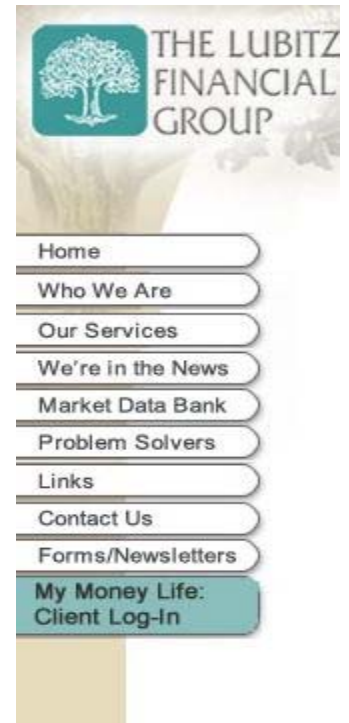 THE LUBITZ
FINANCIAL
GROUP
Home
Who We Are
Our Services
We're in the News
Market Data Bank
Problem Solvers
Links
Contact Us
Forms/Newsletters
My Money Life:
Client Log-In